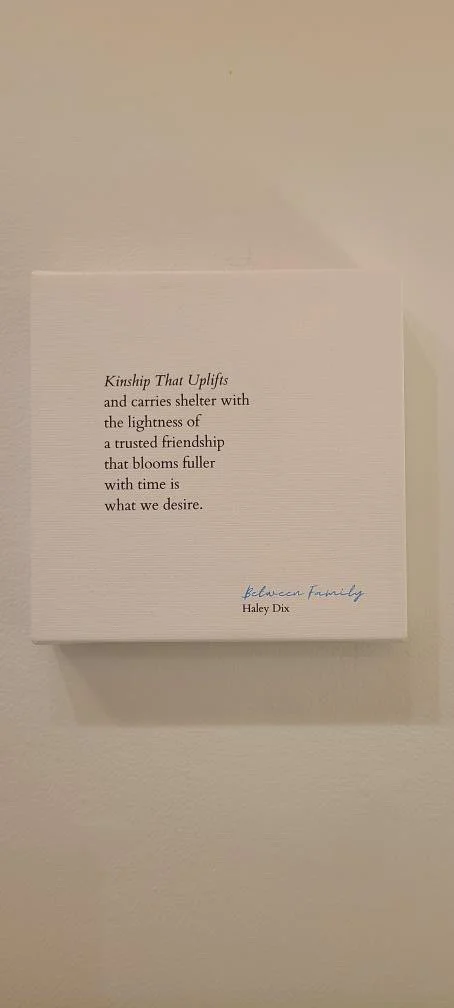 Kinship That Uplifts
and carries shelter with
the lightness of
a trusted friendship
that blooms fuller
with time is
what we desire.
Between Family
Haley Dix